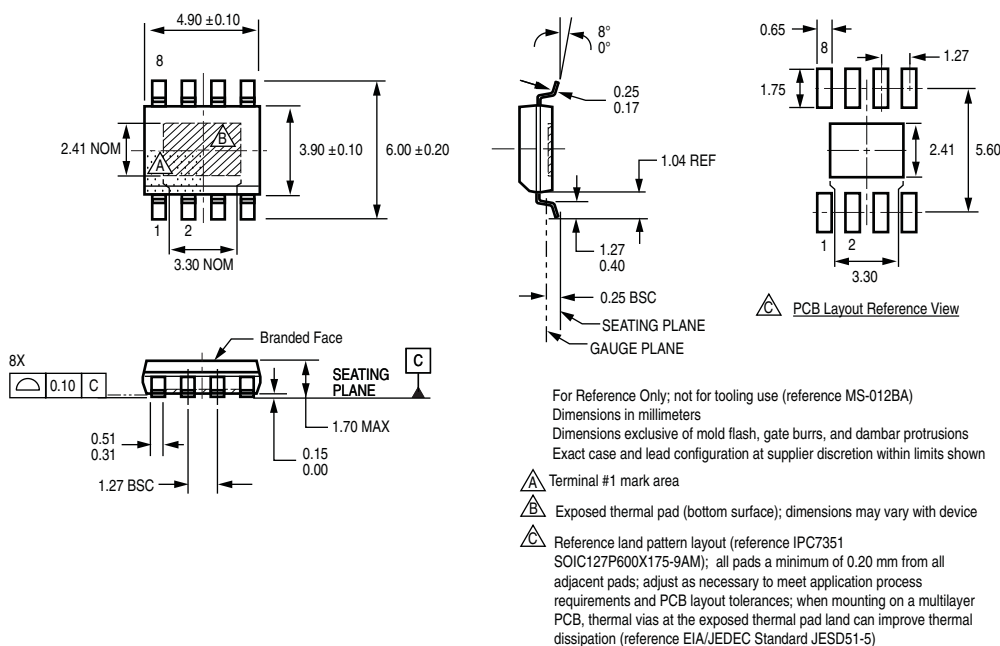 4.90 ±0.10
8
2.41 NOM
A
B
3.90 ±0.10
6.00 ±0.20
1
2
3.30 NOM
8°
0°
0.25
0.17
1.04 REF
1.27
0.40
0.25 BSC
SEATING PLANE
GAUGE PLANE
0.65
8
1.27
1.75
2.41
5.60
1
2
3.30
C
PCB Layout Reference View
8X
0.10
C
Branded Face
SEATING
PLANE
C
1.70 MAX
0.51
0.31
0.15
0.00
1.27 BSC
For Reference Only; not for tooling use (reference MS-012BA)
Dimensions in millimeters
Dimensions exclusive of mold flash, gate burrs, and dambar protrusions
Exact case and lead configuration at supplier discretion within limits shown
A Terminal #1 mark area
B Exposed thermal pad (bottom surface); dimensions may vary with device
C Reference land pattern layout (reference IPC7351
SOIC127P600X175-9AM); all pads a minimum of 0.20 mm from all
adjacent pads; adjust as necessary to meet application process
requirements and PCB layout tolerances; when mounting on a multilayer
PCB, thermal vias at the exposed thermal pad land can improve thermal
dissipation (reference EIA/JEDEC Standard JESD51-5)